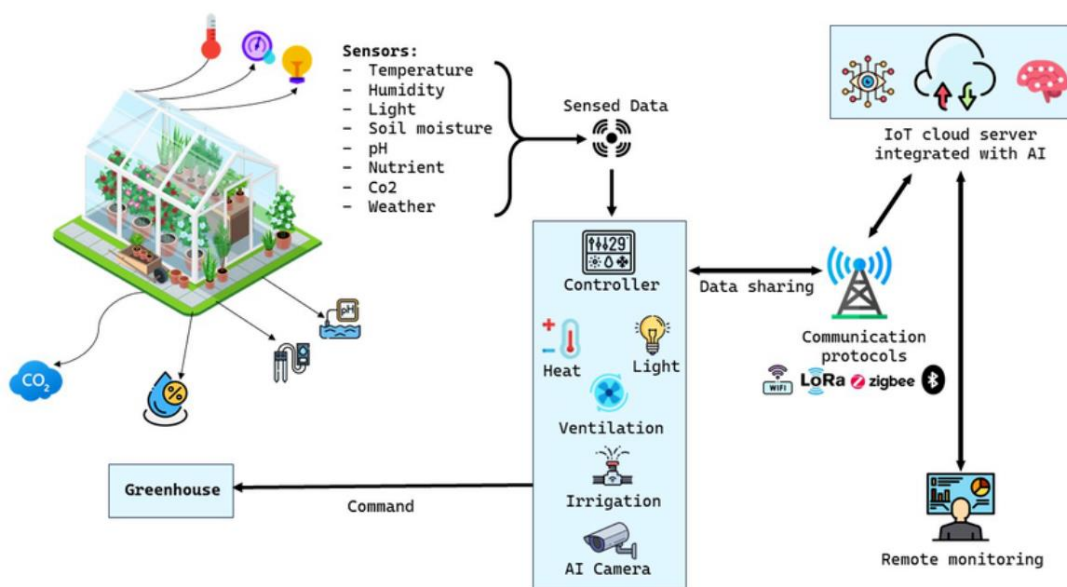 Sensors:
- Temperature
- Humidity
- Light
- Soil moisture
- pH
- Nutrient
- Co2
- Weather
Sensed Data
IoT cloud server
integrated with AI
29°
Controller
Data sharing
Communication
protocols
WIFI LoRa zigbee
Heat
Light
Ventilation
Irrigation
AI Camera
Command
Greenhouse
Remote monitoring
pH
CO₂
%